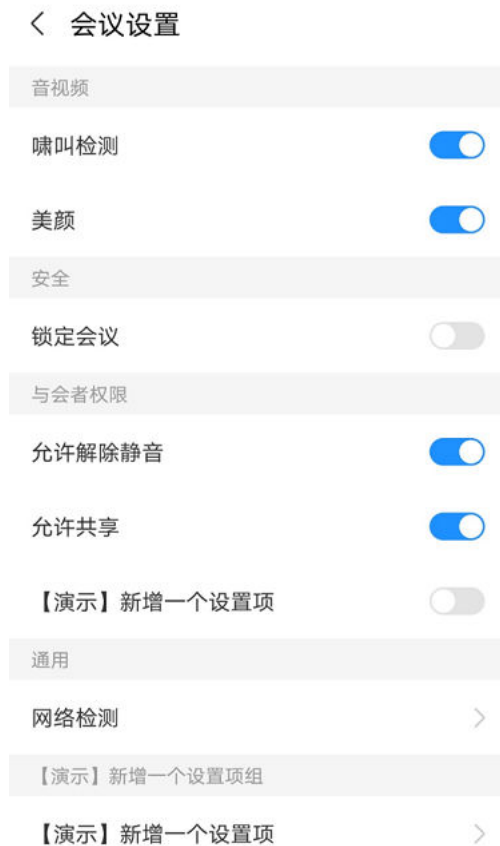 会议设置
音视频
啸叫检测
美颜
安全
锁定会议
与会者权限
允许解除静音
允许共享
【演示】新增一个设置项
通用
网络检测
【演示】新增一个设置项组
【演示】新增一个设置项